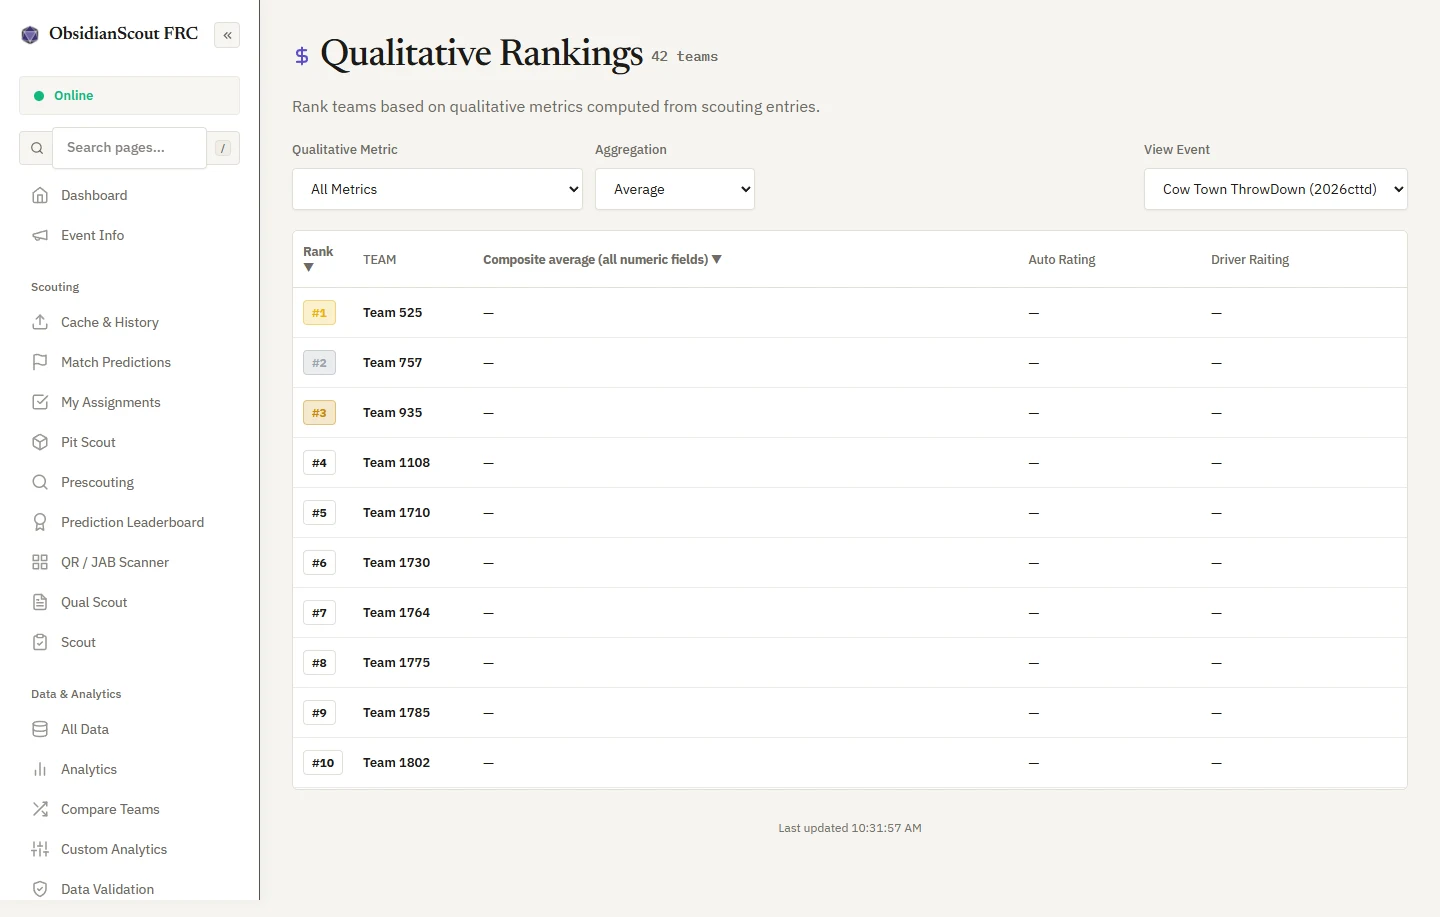 ObsidianScout FRC
«
Online
Search pages...
/
Dashboard
Event Info
Scouting
Cache & History
Match Predictions
My Assignments
Pit Scout
Prescouting
Prediction Leaderboard
QR / JAB Scanner
Qual Scout
Scout
Data & Analytics
All Data
Analytics
Compare Teams
Custom Analytics
Data Validation
$ Qualitative Rankings 42 teams
Rank teams based on qualitative metrics computed from scouting entries.
Qualitative Metric Aggregation View Event
All Metrics Average Cow Town ThrowDown (2026cttd)
Rank ▼ TEAM Composite average (all numeric fields) ▼ Auto Rating Driver Raiting
#1 Team 525 — — —
#2 Team 757 — — —
#3 Team 935 — — —
#4 Team 1108 — — —
#5 Team 1710 — — —
#6 Team 1730 — — —
#7 Team 1764 — — —
#8 Team 1775 — — —
#9 Team 1785 — — —
#10 Team 1802 — — —
Last updated 10:31:57 AM